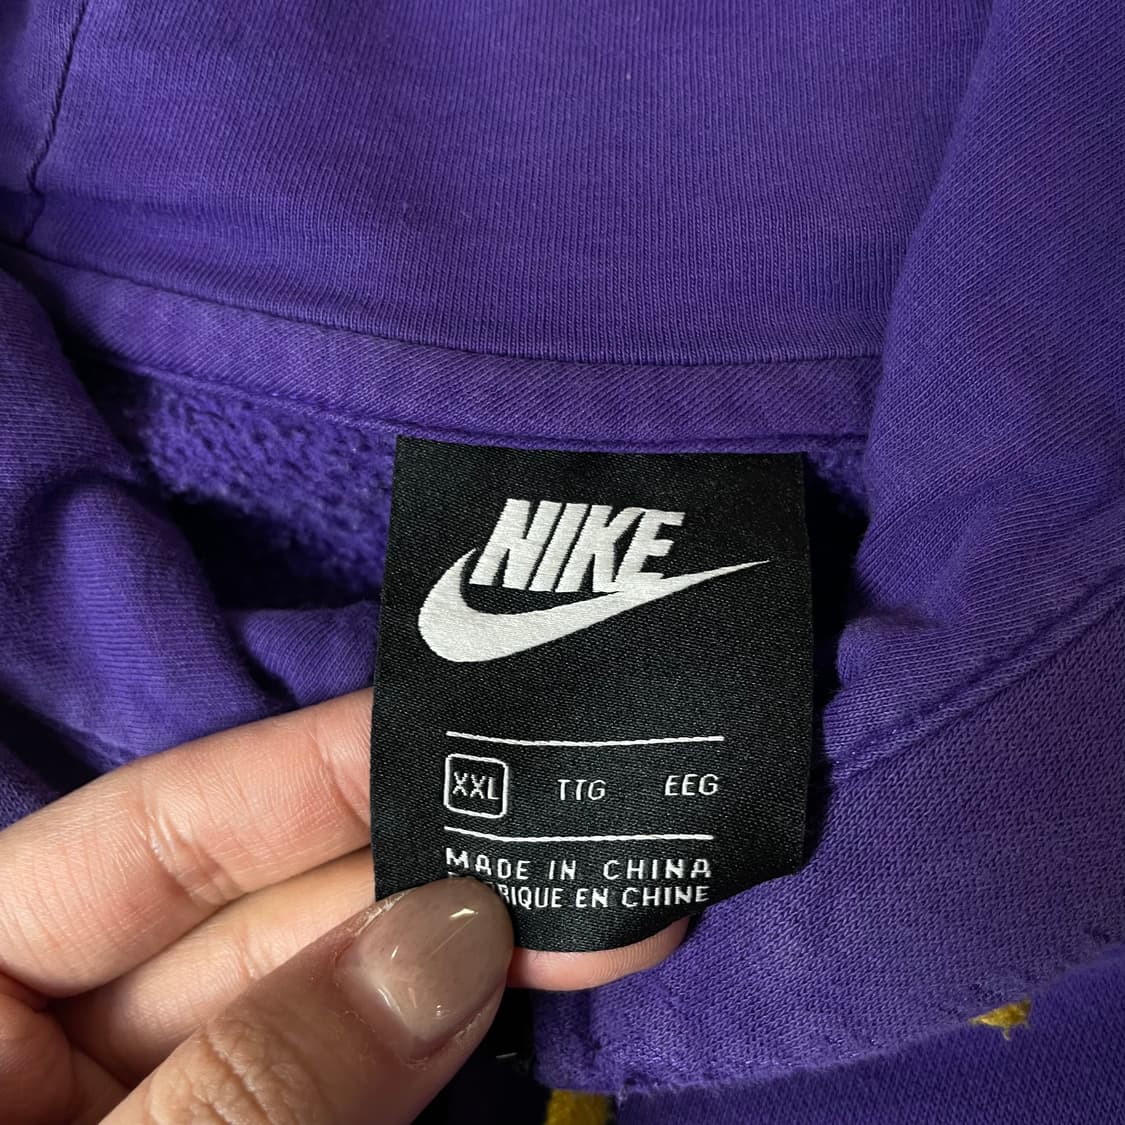 NIKE
XXL TTG EEG
MADE IN CHINA
EN CHINE